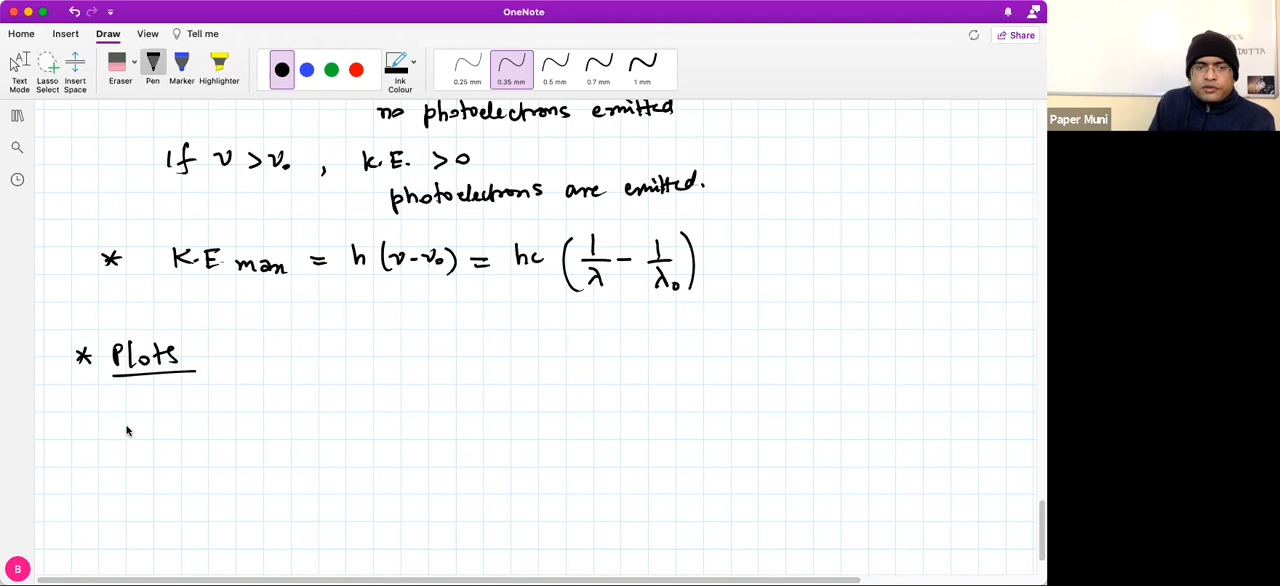 OneNote
Home Insert Draw View Tell me
Share
Text Mode
Lasso Select
Insert Space
Eraser
Pen
Marker
Highlighter
0.25 mm
0.35 mm
0.5 mm
0.7 mm
1 mm
Ink Colour
DUTTA
Paper Muni
no photoelectrons emitted
If ν > ν₀ , K.E. > 0
photoelectrons are emitted.
* K.E max = h (ν - ν₀) = hc (1/λ - 1/λ₀)
* Plots
B